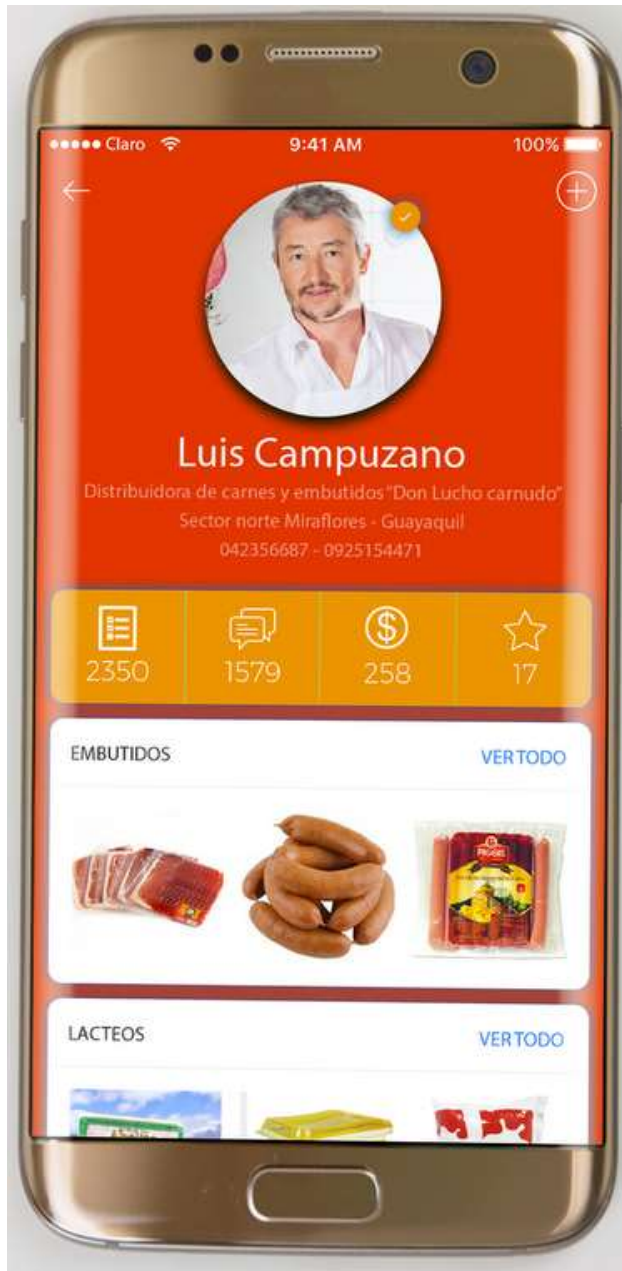 Claro
9:41 AM
100%
Luis Campuzano
Distribuidora de carnes y embutidos "Don Lucho carnudo"
Sector norte Miraflores - Guayaquil
042356687 - 0925154471
2350
1579
258
17
EMBUTIDOS
VER TODO
LACTEOS
VER TODO